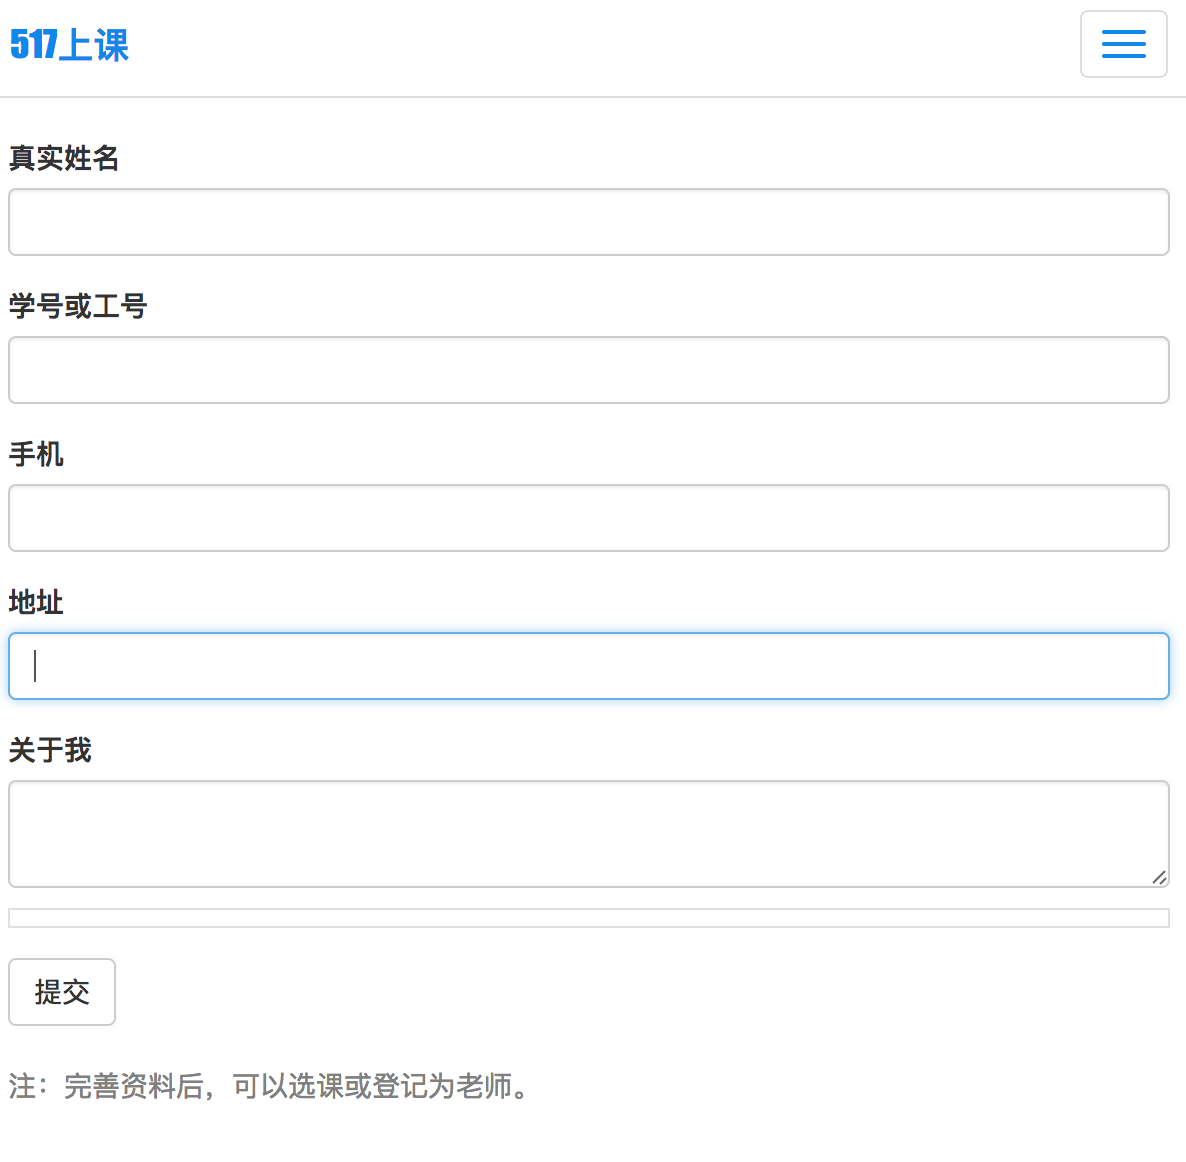 517上课
真实姓名
学号或工号
手机
地址
关于我
提交
注：完善资料后，可以选课或登记为老师。